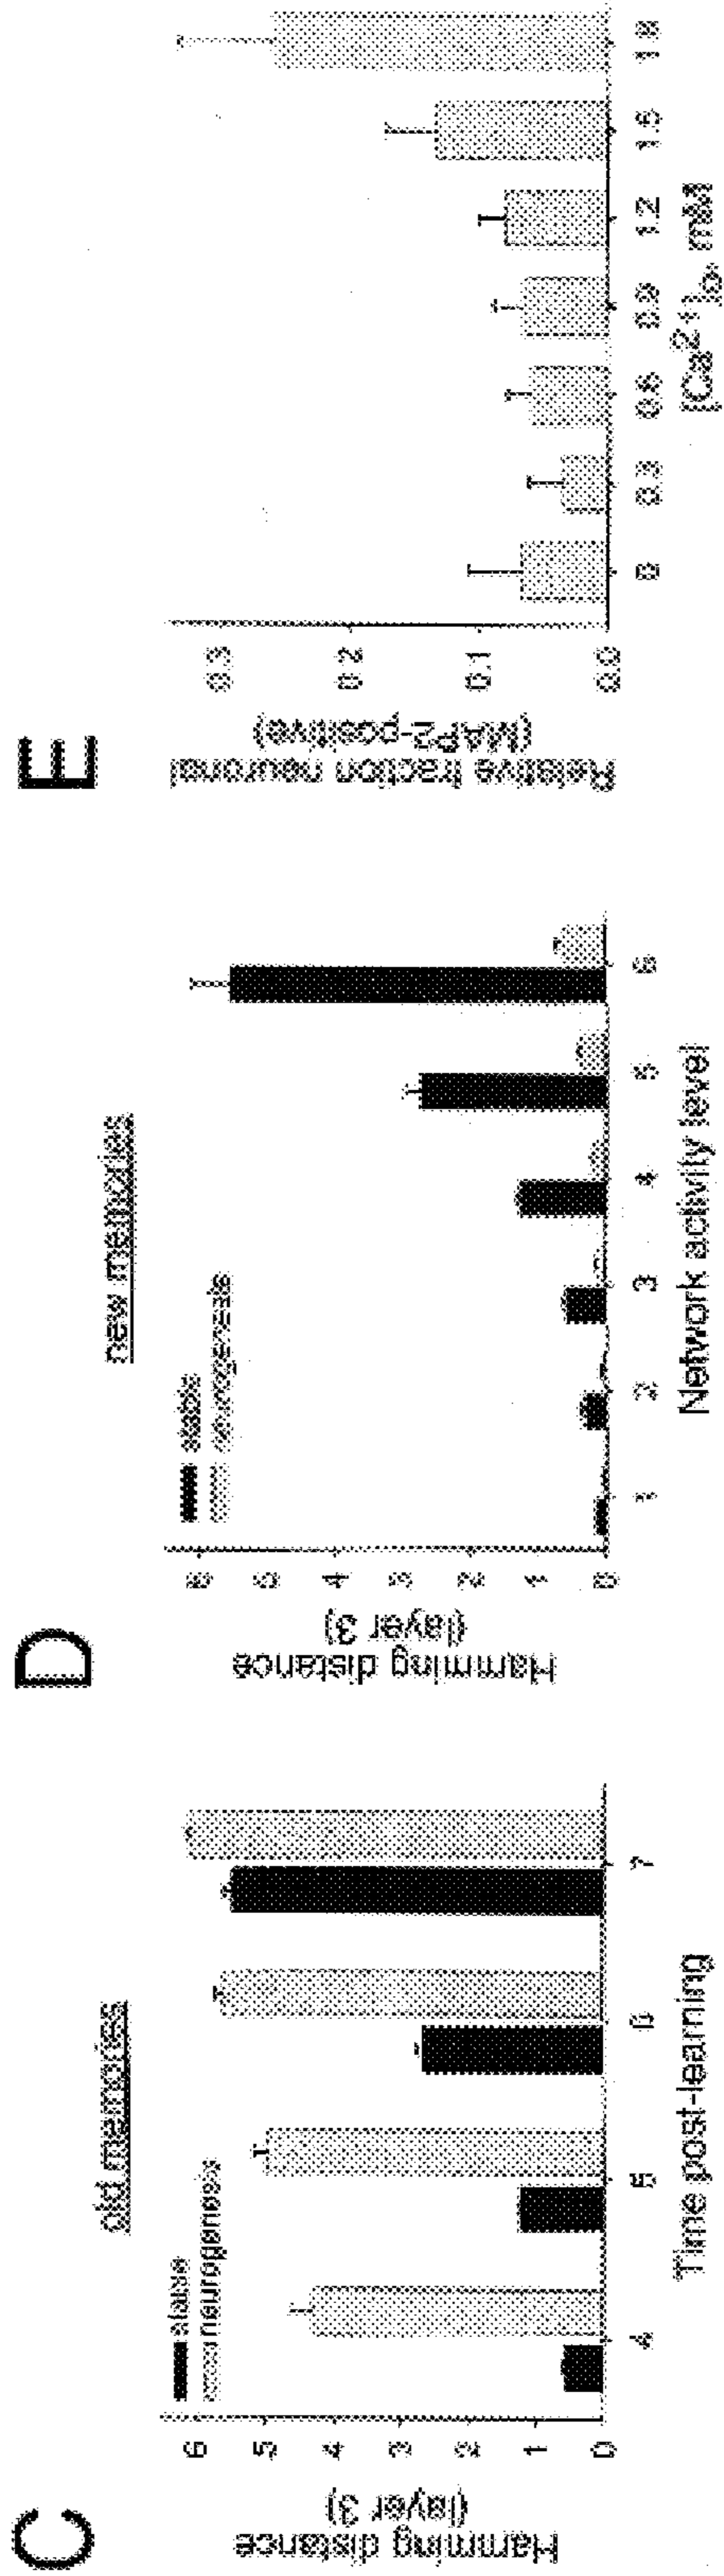 C
old memories
stable
neurogenesis
Hamming distance
(layer 3)
6
5
4
3
2
1
0
4
5
6
7
Time post-learning
D
new memories
stable
neurogenesis
Hamming distance
(layer 3)
6
5
4
3
2
1
0
1
2
3
4
5
6
Network activity level
E
Relative fraction neuronal
(MAP2-positive)
0.3
0.2
0.1
0.0
0
0.3
0.6
0.9
1.2
1.5
1.8
[Ca2+]o, mM